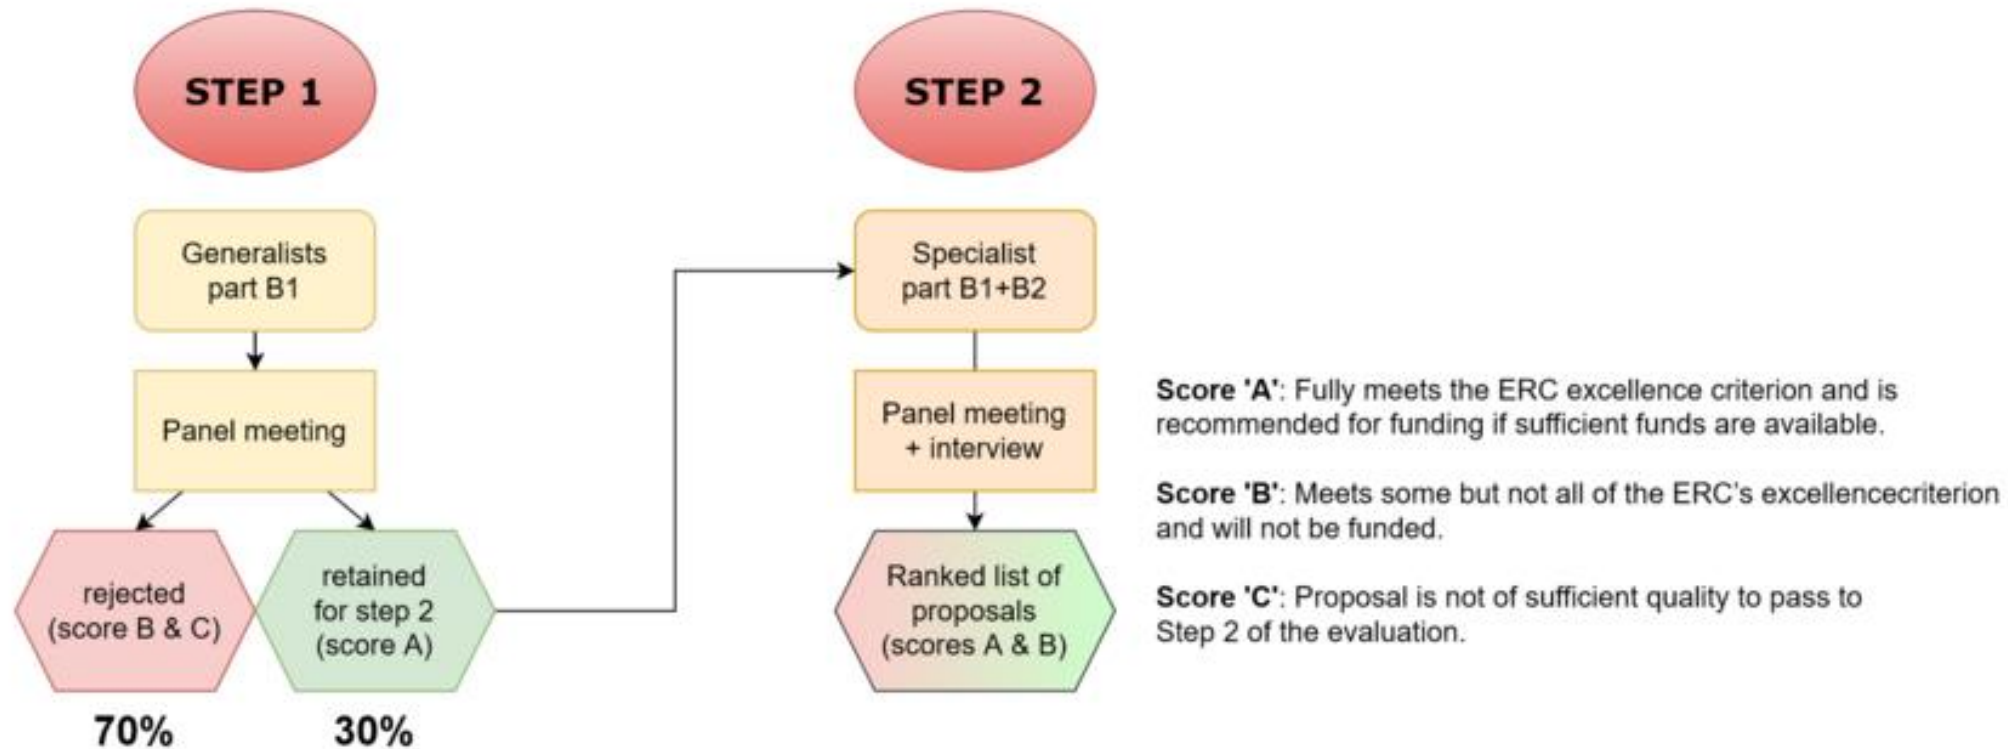 STEP 1
Generalists
part B1
Panel meeting
rejected
(score B & C)
70%
retained
for step 2
(score A)
30%
STEP 2
Specialist
part B1+B2
Panel meeting
+ interview
Ranked list of
proposals
(scores A & B)
Score 'A': Fully meets the ERC excellence criterion and is
recommended for funding if sufficient funds are available.
Score 'B': Meets some but not all of the ERC's excellencecriterion
and will not be funded.
Score 'C': Proposal is not of sufficient quality to pass to
Step 2 of the evaluation.